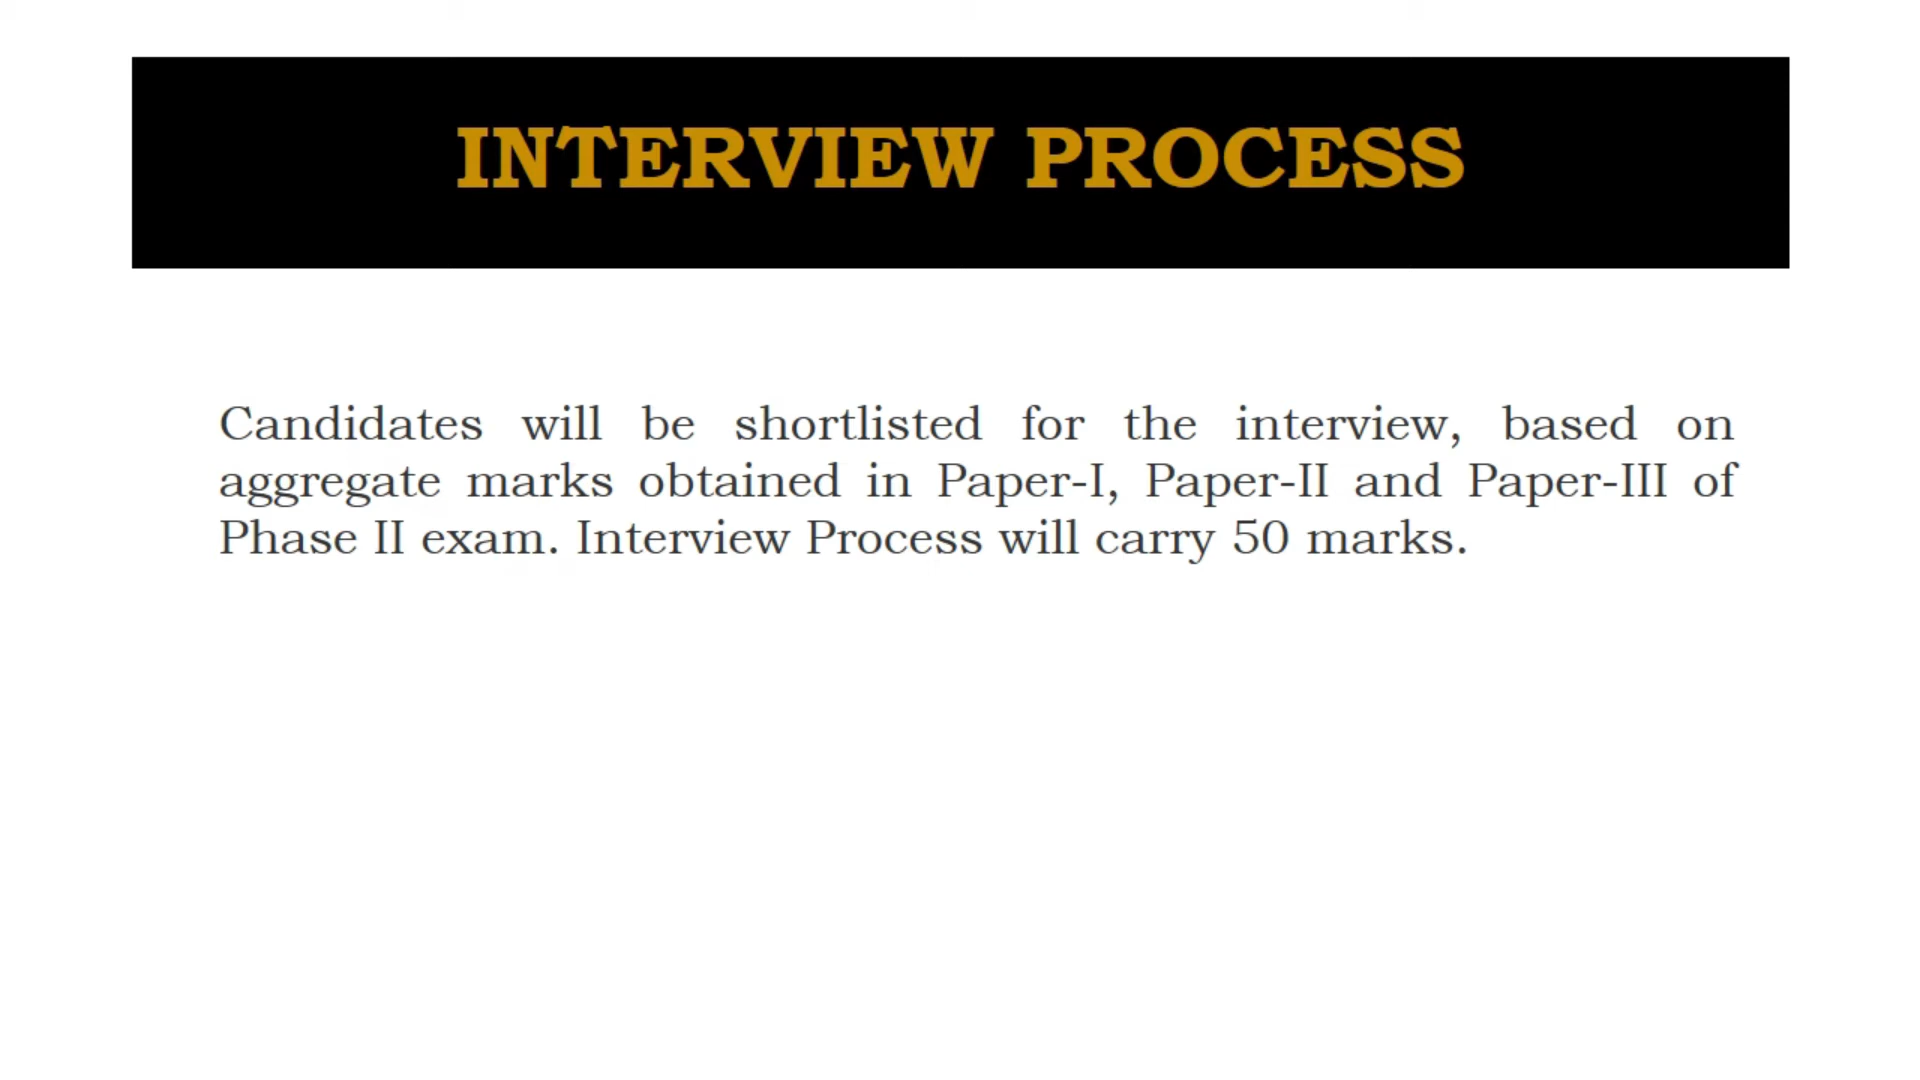 INTERVIEW PROCESS
Candidates will be shortlisted for the interview, based on
aggregate marks obtained in Paper-I, Paper-II and Paper-III of
Phase II exam. Interview Process will carry 50 marks.